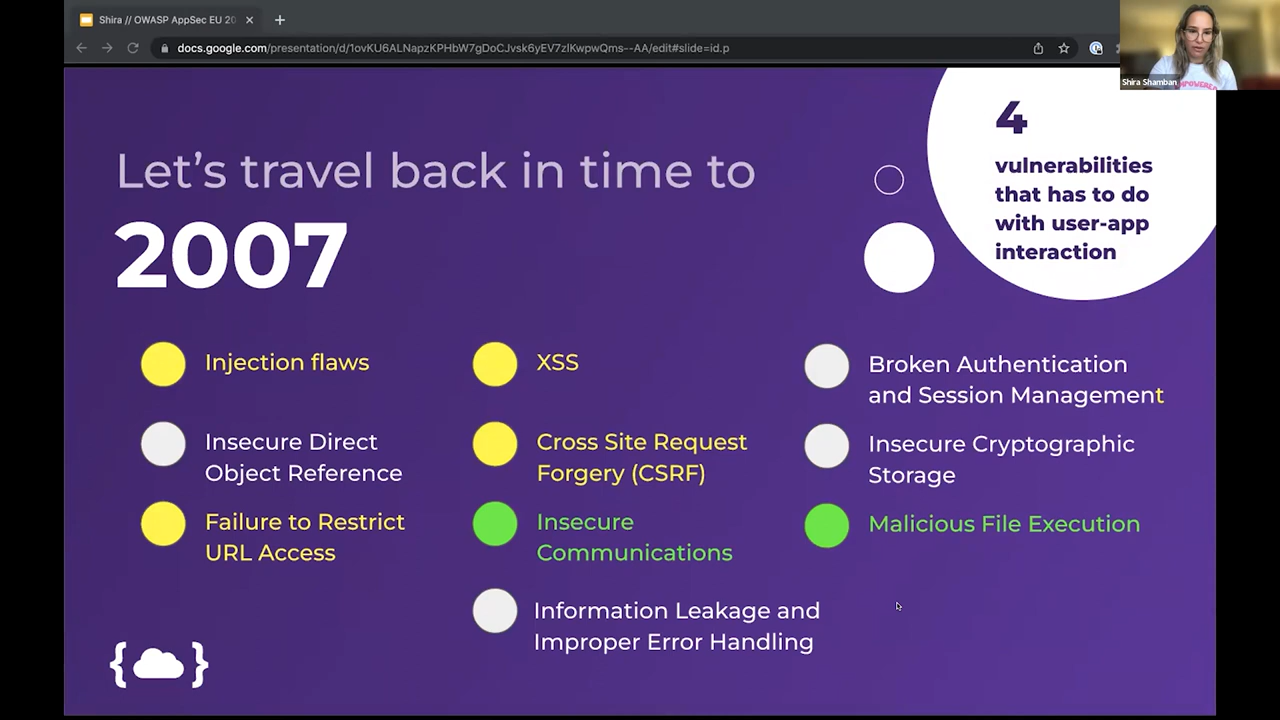 Shira // OWASP AppSec EU 20
docs.google.com/presentation/d/1ovKU6ALNapzKPHbW7gDoCJvsk6yEV7zIKwpwQms--AA/edit#slide=id.p
Shira Shamban
4
vulnerabilities
that has to do
with user-app
interaction
Let's travel back in time to
2007
Injection flaws
XSS
Broken Authentication
and Session Management
Insecure Direct
Object Reference
Cross Site Request
Forgery (CSRF)
Insecure Cryptographic
Storage
Failure to Restrict
URL Access
Insecure
Communications
Malicious File Execution
Information Leakage and
Improper Error Handling
{ }